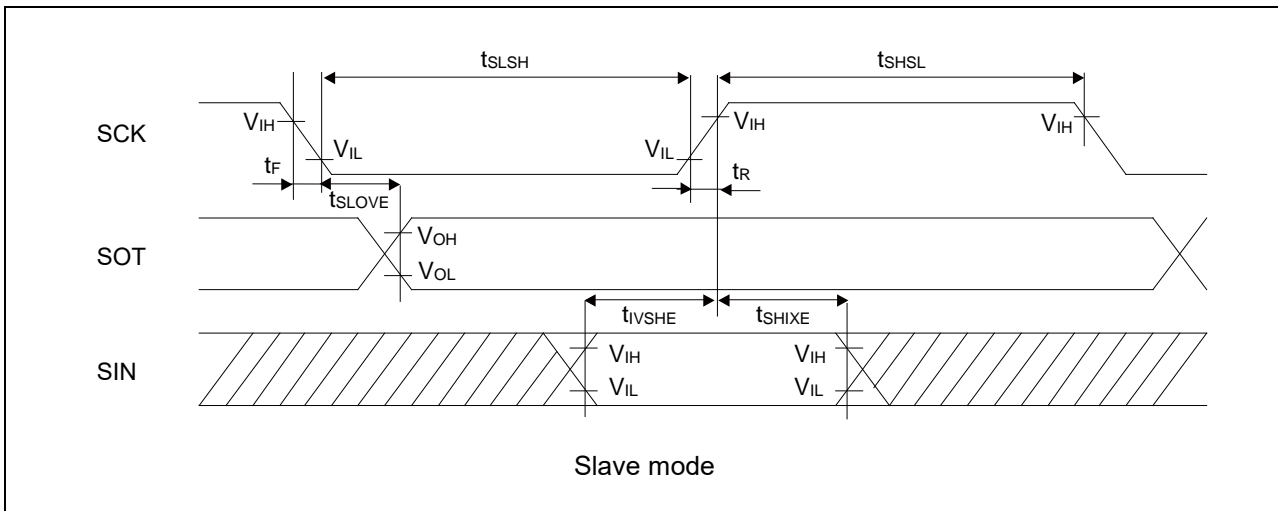 tSLSH tSHSL
SCK VIH VIL VIL VIH VIH
tF tR
tSLOVE
SOT VOH
VOL
tIVSHE tSHIXE
SIN VIH VIH
VIL VIL
Slave mode